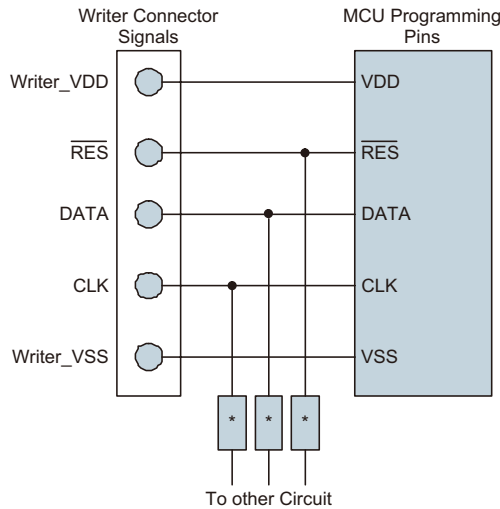 Writer Connector
Signals
MCU Programming
Pins
Writer_VDD
VDD
RES
RES
DATA
DATA
CLK
CLK
Writer_VSS
VSS
* * *
To other Circuit